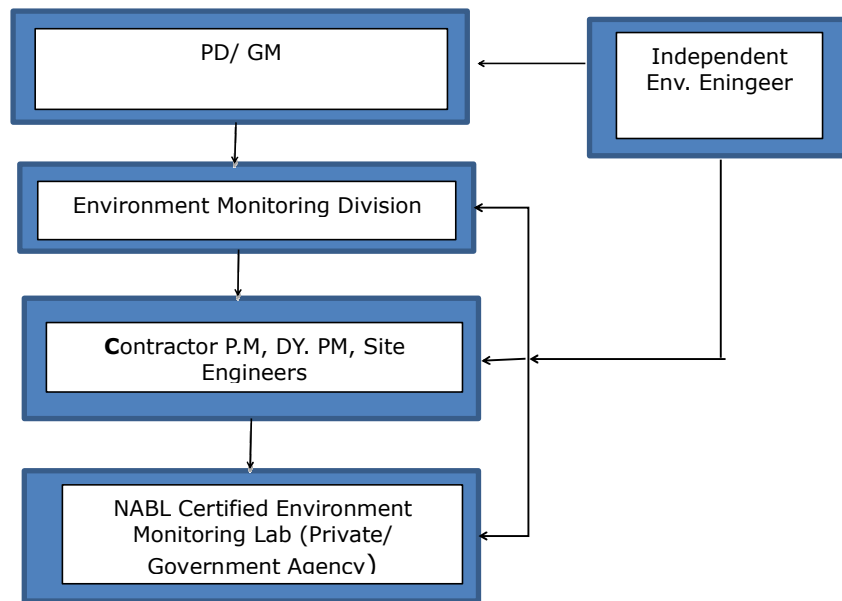 PD/ GM
Independent
Env. Eningeer
Environment Monitoring Division
Contractor P.M, DY. PM, Site
Engineers
NABL Certified Environment
Monitoring Lab (Private/
Government Agency)